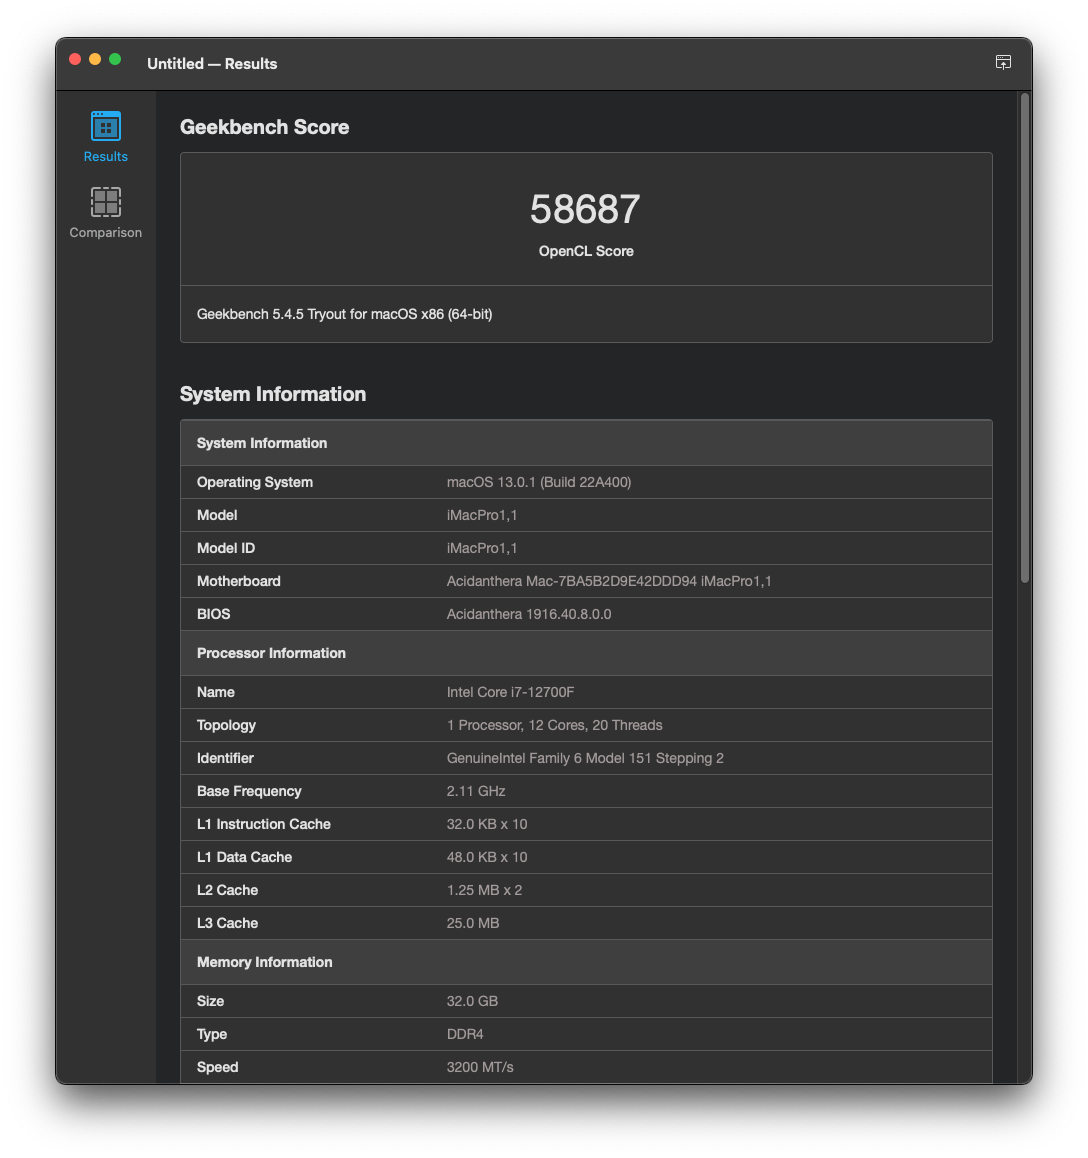 Untitled — Results
Results
Comparison
Geekbench Score
58687
OpenCL Score
Geekbench 5.4.5 Tryout for macOS x86 (64-bit)
System Information
System Information
Operating System macOS 13.0.1 (Build 22A400)
Model iMacPro1,1
Model ID iMacPro1,1
Motherboard Acidanthera Mac-7BA5B2D9E42DDD94 iMacPro1,1
BIOS Acidanthera 1916.40.8.0.0
Processor Information
Name Intel Core i7-12700F
Topology 1 Processor, 12 Cores, 20 Threads
Identifier GenuineIntel Family 6 Model 151 Stepping 2
Base Frequency 2.11 GHz
L1 Instruction Cache 32.0 KB x 10
L1 Data Cache 48.0 KB x 10
L2 Cache 1.25 MB x 2
L3 Cache 25.0 MB
Memory Information
Size 32.0 GB
Type DDR4
Speed 3200 MT/s